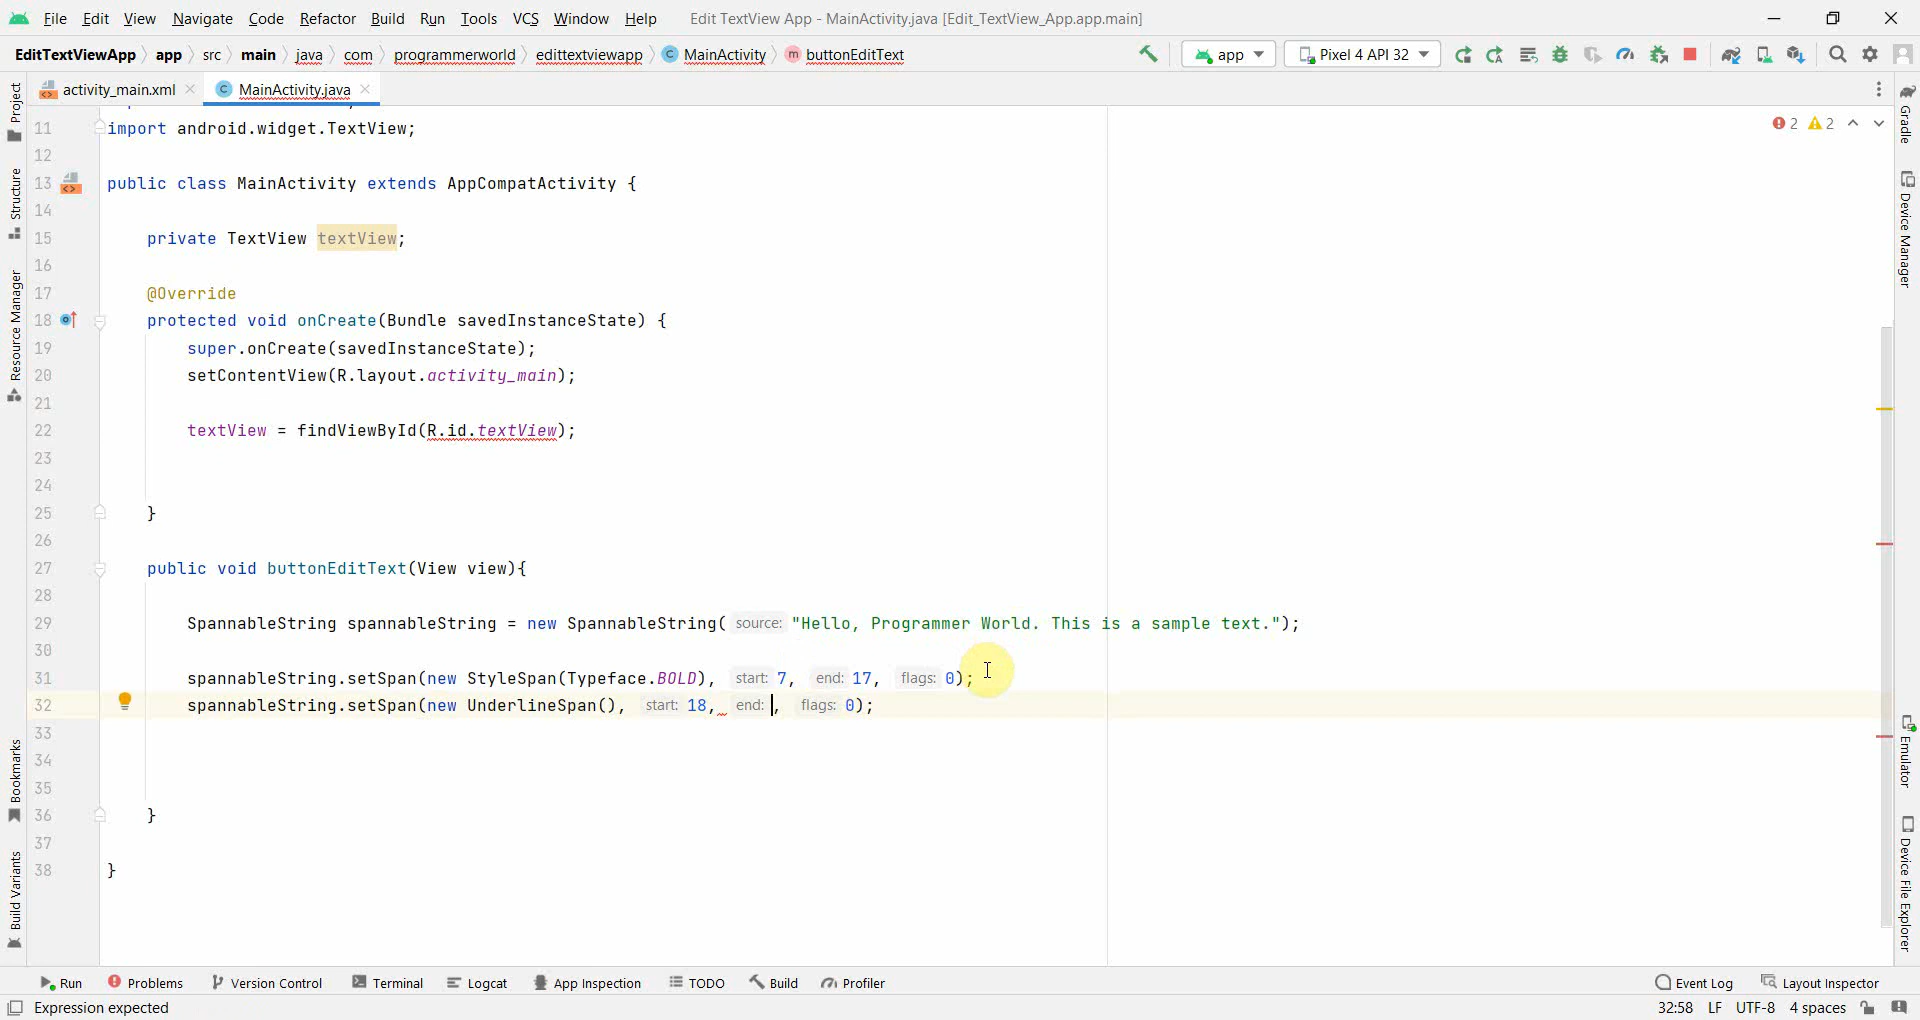 File Edit View Navigate Code Refactor Build Run Tools VCS Window Help Edit TextView App - MainActivity.java [Edit_TextView_App.app.main]
EditTextViewApp app src main java com programmerworld edittextviewapp MainActivity buttonEditText app Pixel 4 API 32
activity_main.xml MainActivity.java
2 2
11 import android.widget.TextView;
12
13 public class MainActivity extends AppCompatActivity {
14
15 private TextView textView;
16
17 @Override
18 protected void onCreate(Bundle savedInstanceState) {
19 super.onCreate(savedInstanceState);
20 setContentView(R.layout.activity_main);
21
22 textView = findViewById(R.id.textView);
23
24
25 }
26
27 public void buttonEditText(View view){
28
29 SpannableString spannableString = new SpannableString( source: "Hello, Programmer World. This is a sample text.");
30
31 spannableString.setSpan(new StyleSpan(Typeface.BOLD), start: 7, end: 17, flags: 0);
32 spannableString.setSpan(new UnderlineSpan(), start: 18, end: , flags: 0);
33
34
35
36 }
37
38 }
Project
Structure
Resource Manager
Bookmarks
Build Variants
Gradle
Device Manager
Emulator
Device File Explorer
Run Problems Version Control Terminal Logcat App Inspection TODO Build Profiler Event Log Layout Inspector
Expression expected 32:58 LF UTF-8 4 spaces